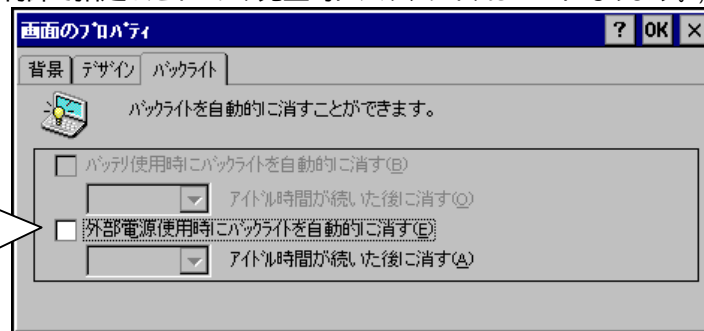 画面のﾌﾟﾛﾊﾟﾃｨ ? OK ×
背景 ﾃﾞｻﾞｲﾝ ﾊﾞｯｸﾗｲﾄ
ﾊﾞｯｸﾗｲﾄを自動的に消すことができます。
ﾊﾞｯﾃﾘ使用時にﾊﾞｯｸﾗｲﾄを自動的に消す(B)
ｱｲﾄﾞﾙ時間が続いた後に消す(O)
外部電源使用時にﾊﾞｯｸﾗｲﾄを自動的に消す(E)
ｱｲﾄﾞﾙ時間が続いた後に消す(A)